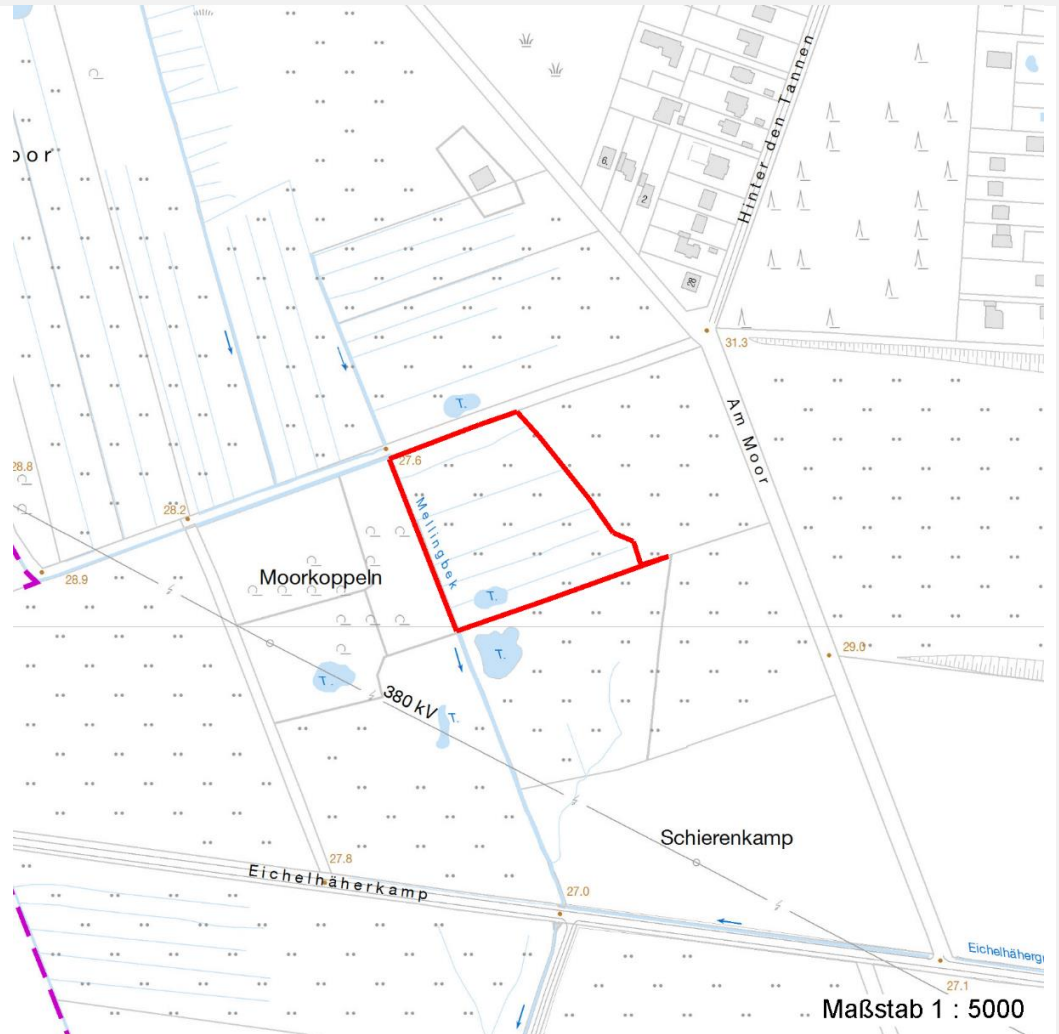 oor
Hinter den Tannen
6.
2
28
31.3
T.
Am Moor
27.6
28.8
28.2
Mellingbek
28.9
Moorkoppeln
T.
T.
29.0
T.
380 kV
T.
Schierenkamp
27.8
Eichelhäherkamp
27.0
Eichelhähergr
27.1
Maßstab 1 : 5000